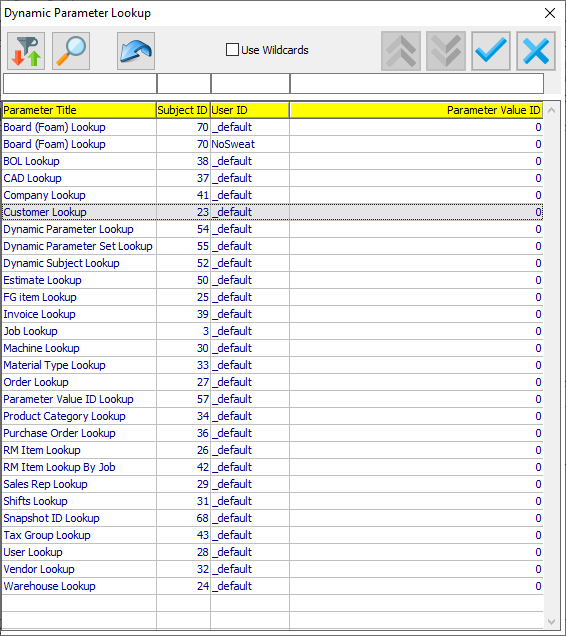 Dynamic Parameter Lookup
Use Wildcards
Parameter Title Subject ID User ID Parameter Value ID
Board (Foam) Lookup 70 _default 0
Board (Foam) Lookup 70 NoSweat 0
BOL Lookup 38 _default 0
CAD Lookup 37 _default 0
Company Lookup 41 _default 0
Customer Lookup 23 _default 0
Dynamic Parameter Lookup 54 _default 0
Dynamic Parameter Set Lookup 55 _default 0
Dynamic Subject Lookup 52 _default 0
Estimate Lookup 50 _default 0
FG item Lookup 25 _default 0
Invoice Lookup 39 _default 0
Job Lookup 3 _default 0
Machine Lookup 30 _default 0
Material Type Lookup 33 _default 0
Order Lookup 27 _default 0
Parameter Value ID Lookup 57 _default 0
Product Category Lookup 34 _default 0
Purchase Order Lookup 36 _default 0
RM Item Lookup 26 _default 0
RM Item Lookup By Job 42 _default 0
Sales Rep Lookup 29 _default 0
Shifts Lookup 31 _default 0
Snapshot ID Lookup 68 _default 0
Tax Group Lookup 43 _default 0
User Lookup 28 _default 0
Vendor Lookup 32 _default 0
Warehouse Lookup 24 _default 0